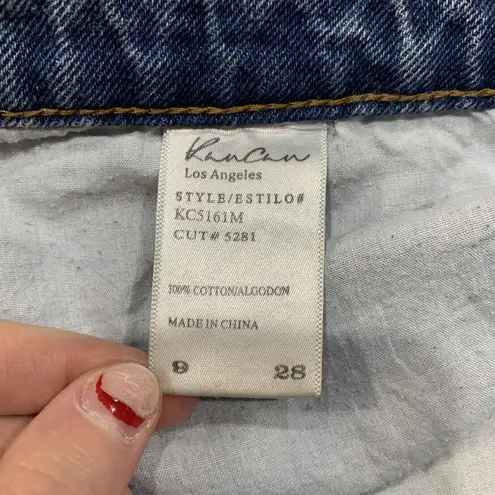 KanCan
Los Angeles
STYLE/ESTILO#
KC5161M
CUT# 5281
100% COTTON/ALGODON
MADE IN CHINA
9 28